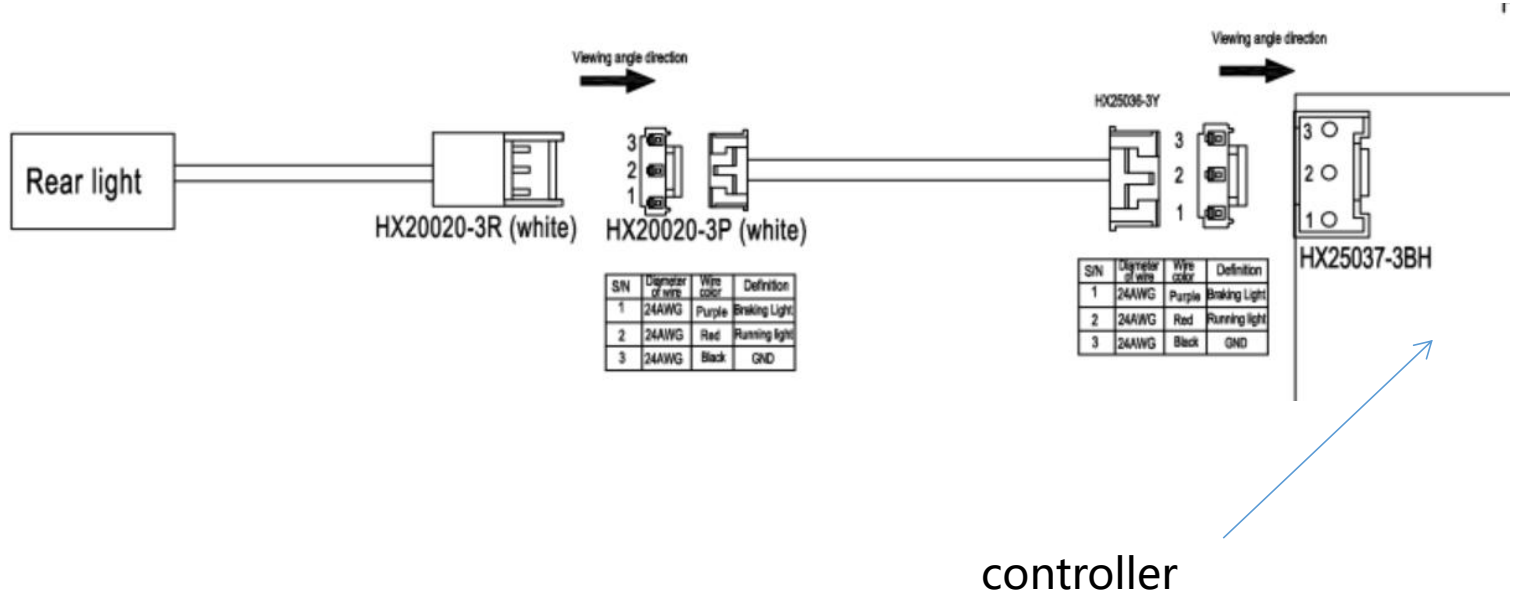 Viewing angle direction
Viewing angle direction
HX25036-3Y
Rear light
3
2
1
3
2
1
3
2
1
HX20020-3R (white)
HX20020-3P (white)
HX25037-3BH
S/N Diameter of wire Wire color Definition
1 24AWG Purple Braking Light
2 24AWG Red Running light
3 24AWG Black GND
S/N Diameter of wire Wire color Definition
1 24AWG Purple Braking Light
2 24AWG Red Running light
3 24AWG Black GND
controller